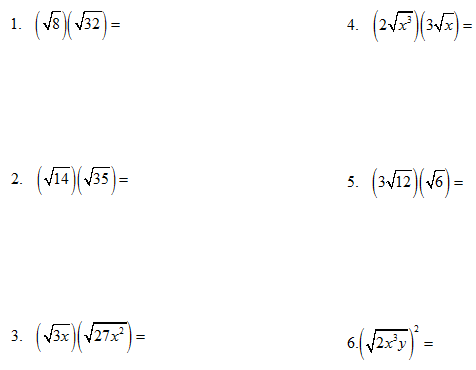 1. (√8)(√32) =
2. (√14)(√35) =
3. (√3x)(√27x²) =
4. (2√x³)(3√x) =
5. (3√12)(√6) =
6.(√2x³y)² =